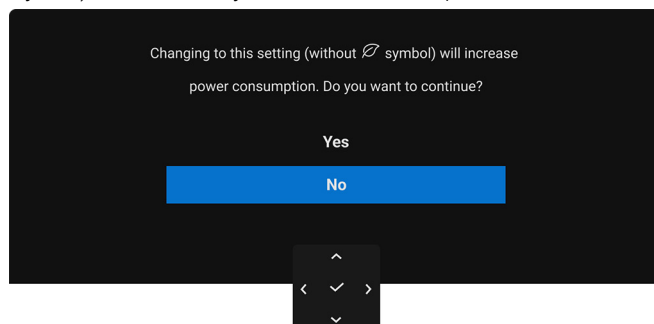 Changing to this setting (without symbol) will increase
power consumption. Do you want to continue?
Yes
No